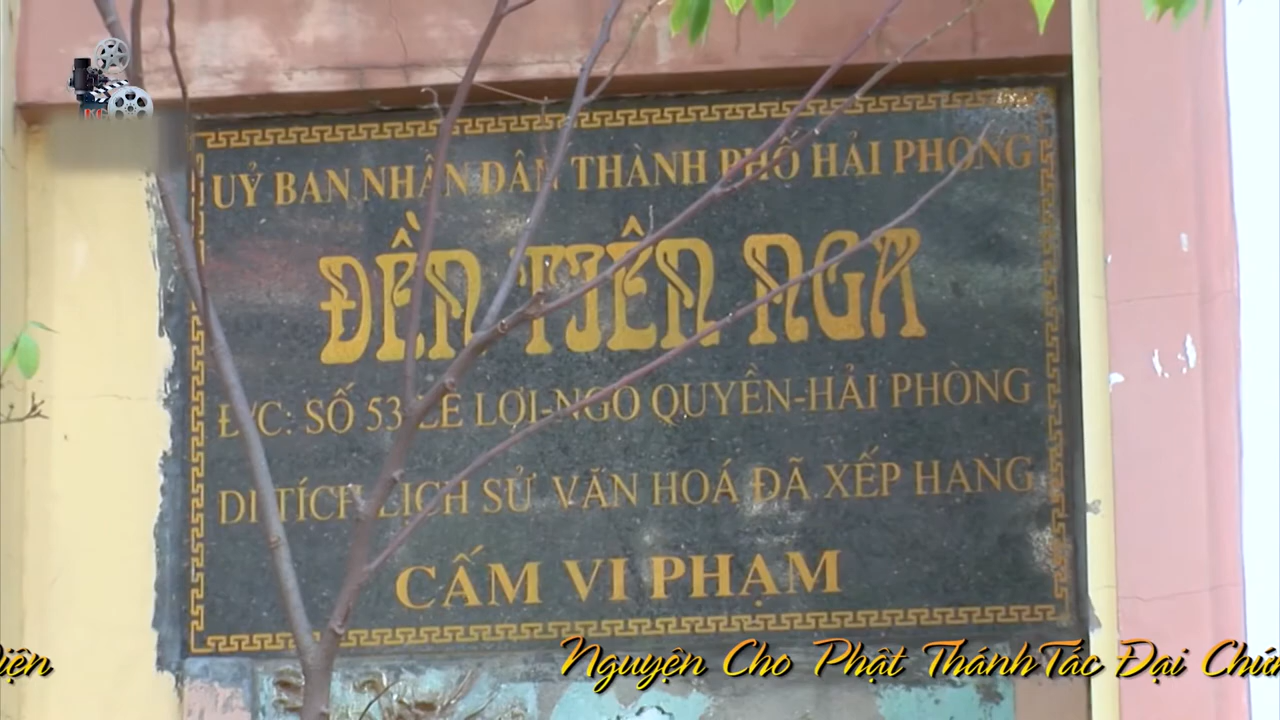 UỶ BAN NHÂN DÂN THÀNH PHỐ HẢI PHÒNG
ĐỀN TIÊN NGA
Đ/C: SỐ 53 LÊ LỢI-NGÔ QUYỀN-HẢI PHÒNG
DI TÍCH LỊCH SỬ VĂN HOÁ ĐÃ XẾP HẠNG
CẤM VI PHẠM
Nguyện Cho Phật Thánh Tác Đại